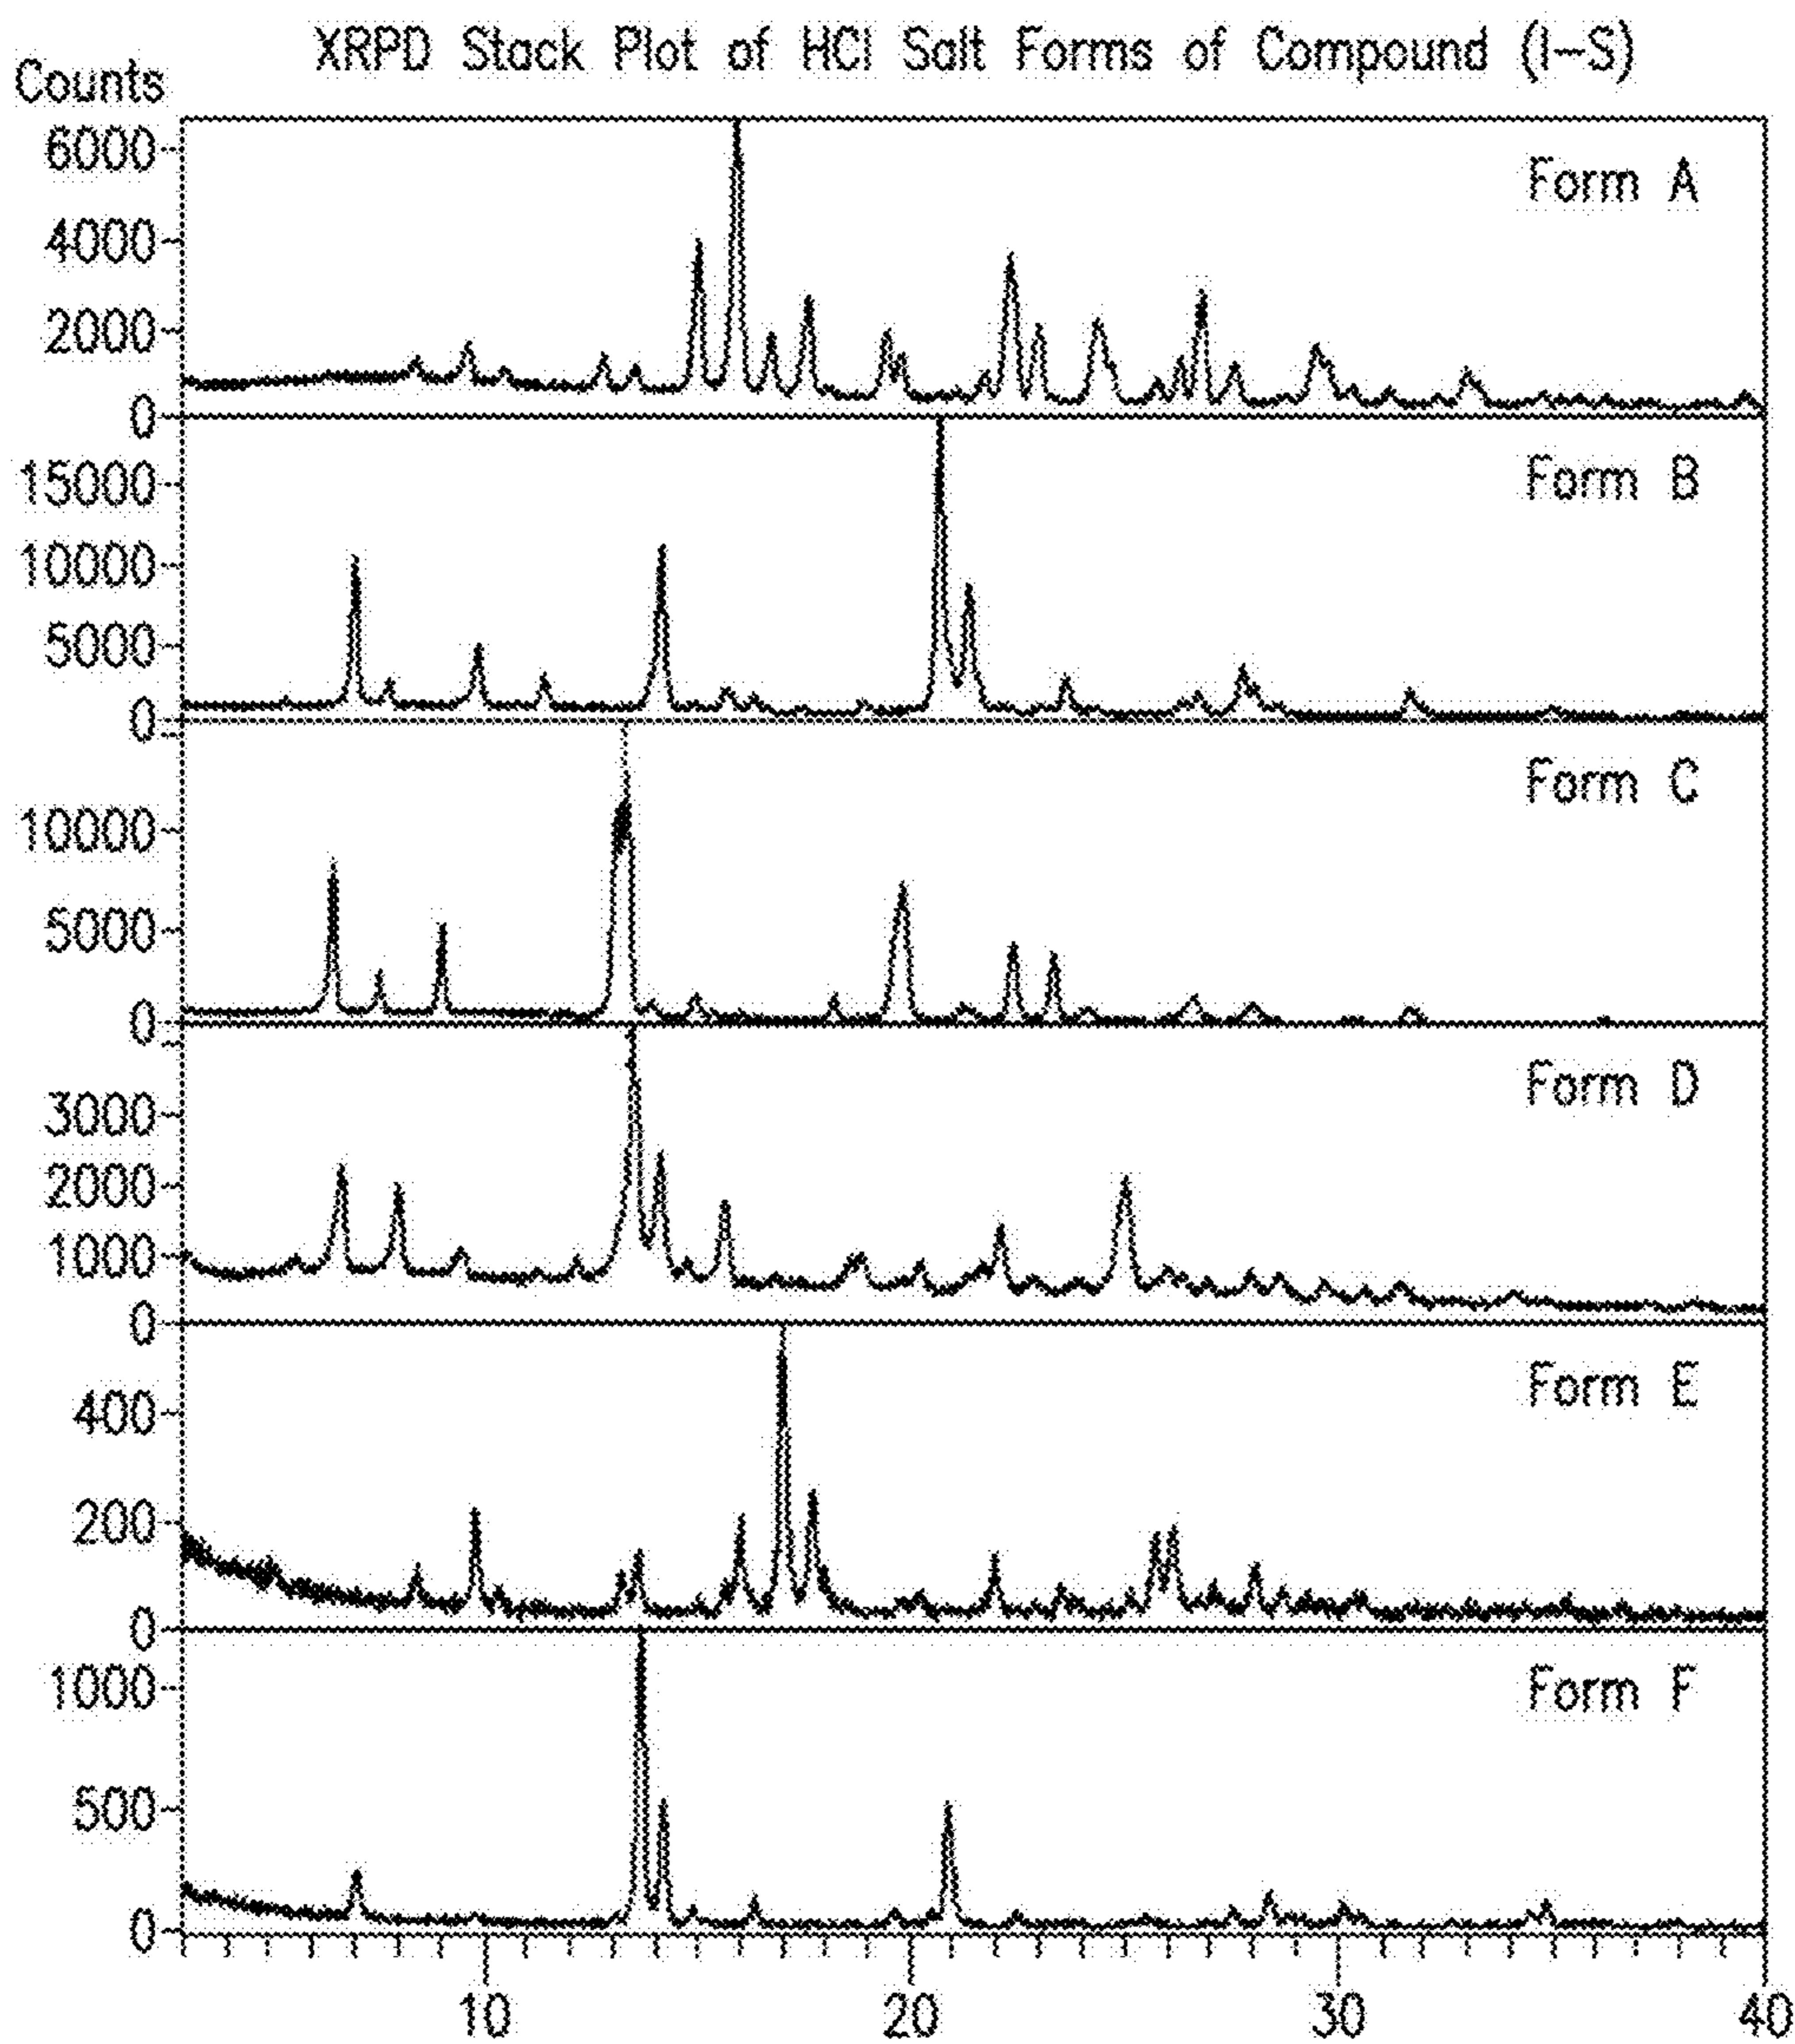 XRPD Stack Plot of HCl Salt Forms of Compound (I-S)
Counts
6000
4000
2000
0
Form A
15000
10000
5000
0
Form B
10000
5000
0
Form C
3000
2000
1000
0
Form D
400
200
0
Form E
1000
500
0
Form F
10 20 30 40